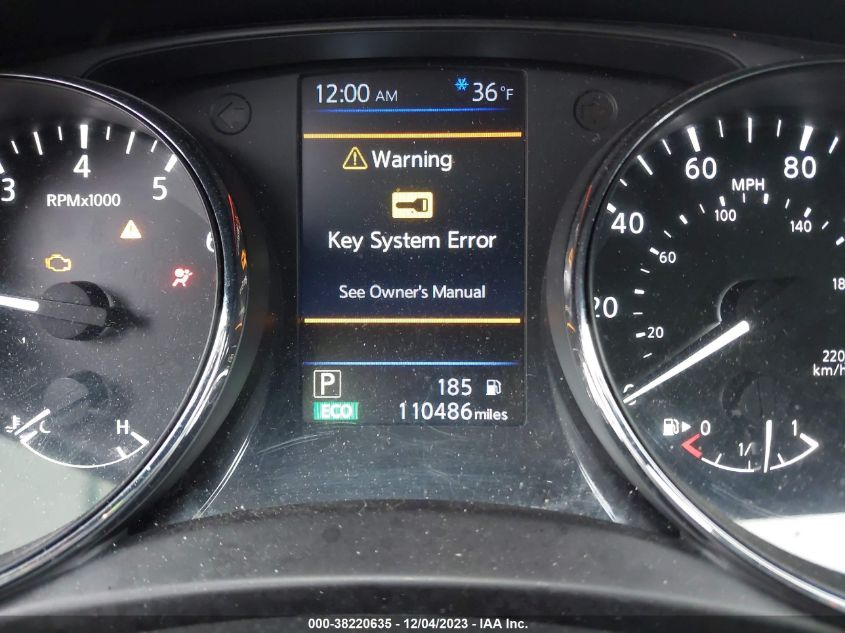 12:00 AM 36°F
Warning
Key System Error
See Owner's Manual
P 185
ECO 110486 miles
3 4 5 6
RPMx1000
C H
0 20 40 60 80
MPH
20 60 100 140
220
km/h
0 1/ 1
000-38220635 - 12/04/2023 - IAA Inc.